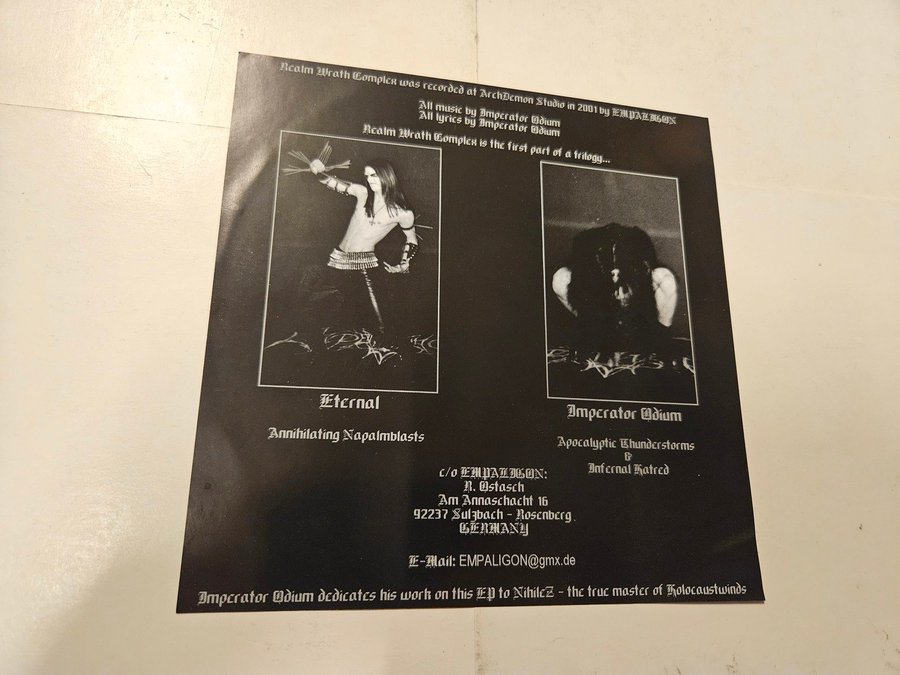 Realm Wrath Complex was recorded at ArchDemon Studio in 2001 by EMPALIGON
All music by Imperator Odium
All lyrics by Imperator Odium
Realm Wrath Complex is the first part of a trilogy...
Eternal
Annihilating Napalmblasts
Imperator Odium
Apocalyptic Thunderstorms
&
Infernal Hatred
c/o EMPALIGON:
R. Ostasch
Am Annaschacht 16
92237 Sulzbach - Rosenberg
GERMANY
E-Mail: EMPALIGON@gmx.de
Imperator Odium dedicates his work on this EP to NihileZ - the true master of Holocaustwinds